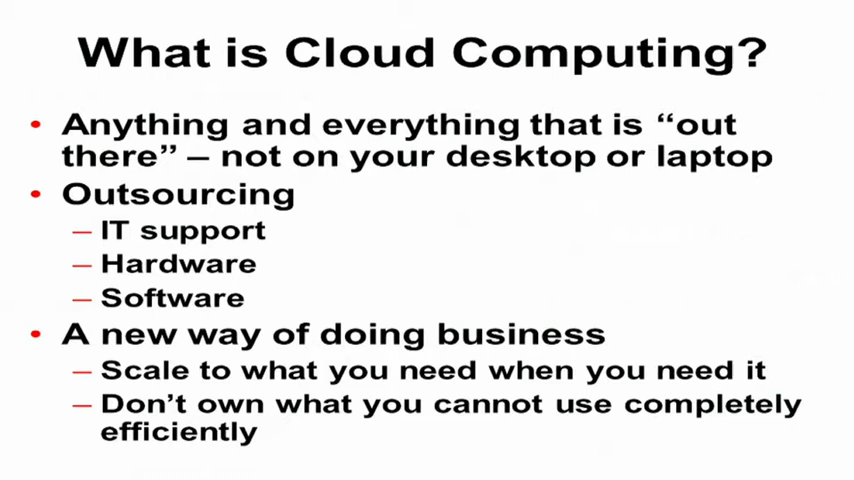 What is Cloud Computing?
• Anything and everything that is “out
there” – not on your desktop or laptop
• Outsourcing
– IT support
– Hardware
– Software
• A new way of doing business
– Scale to what you need when you need it
– Don’t own what you cannot use completely
efficiently